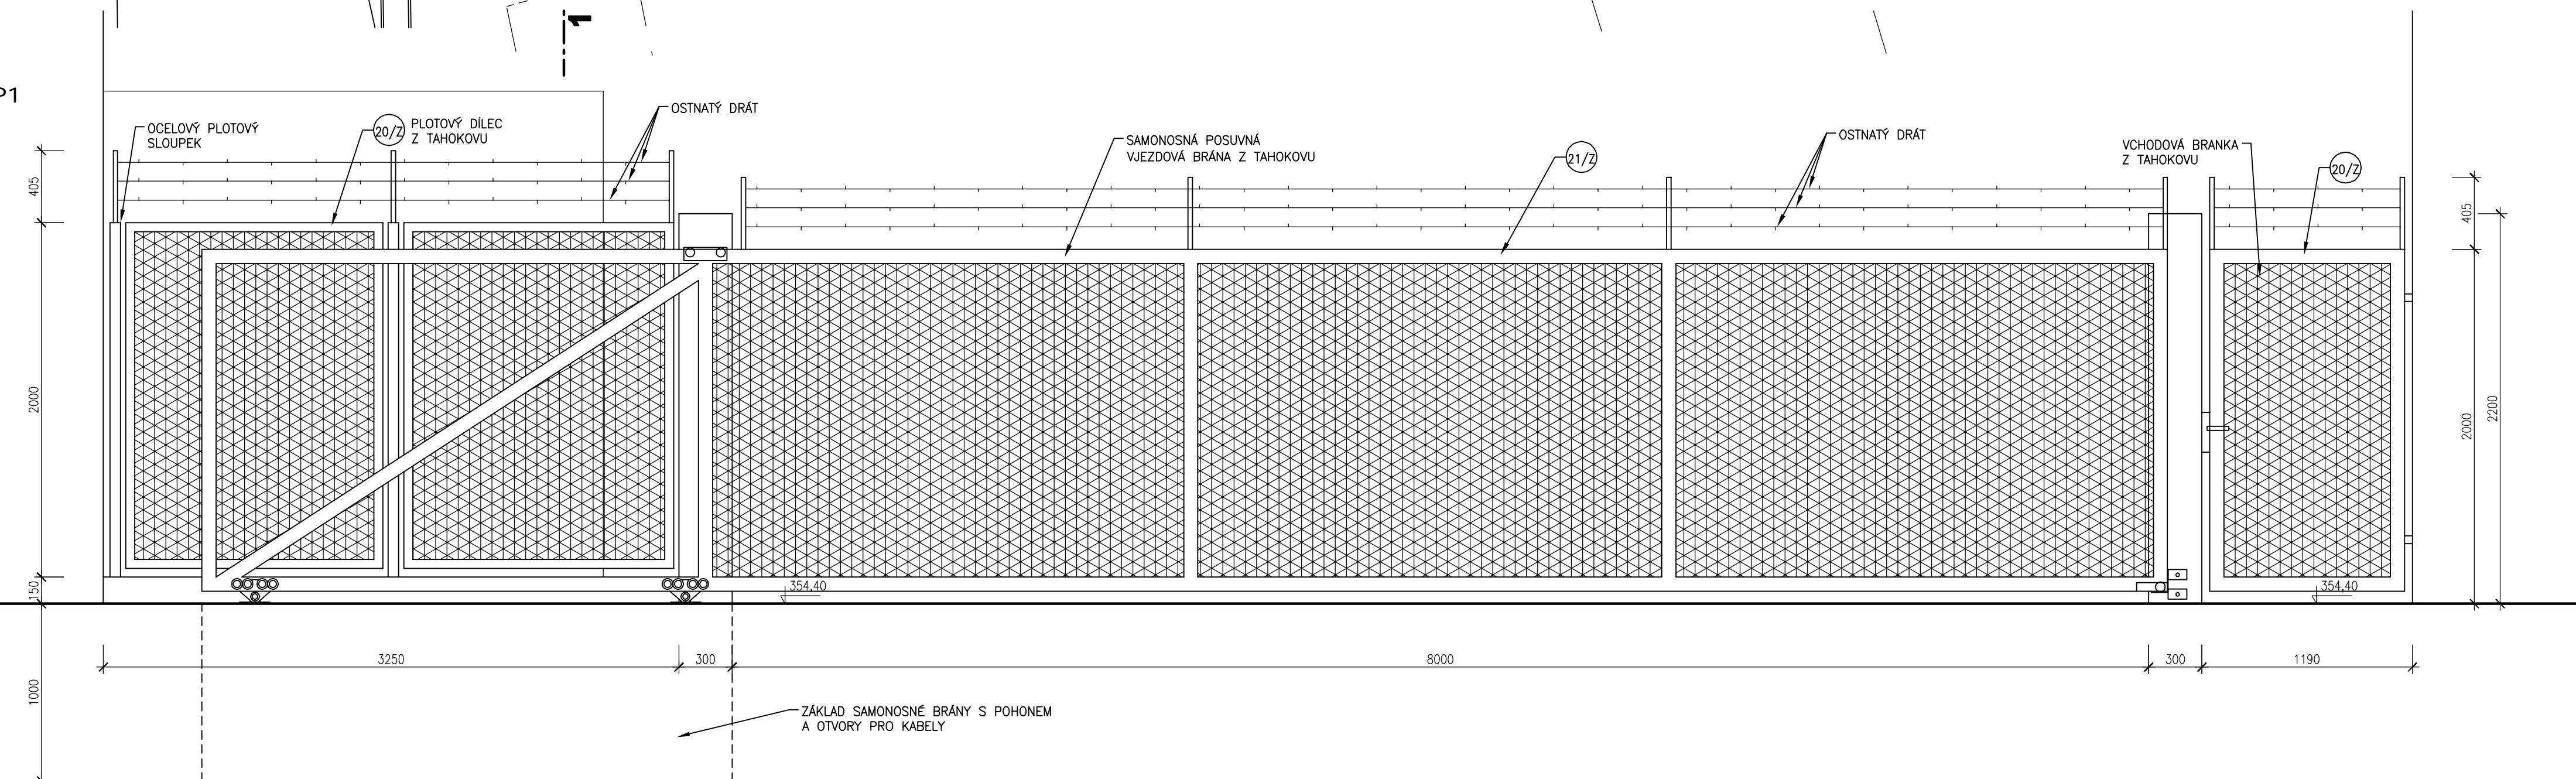 1
P1
OCELOVÝ PLOTOVÝ
SLOUPEK
20/Z
PLOTOVÝ DÍLEC
Z TAHOKOVU
OSTNATÝ DRÁT
SAMONOSNÁ POSUVNÁ
VJEZDOVÁ BRÁNA Z TAHOKOVU
21/Z
OSTNATÝ DRÁT
VCHODOVÁ BRANKA
Z TAHOKOVU
20/Z
405
2000
150
1000
405
2000
2200
354,40
354,40
3250
300
8000
300
1190
ZÁKLAD SAMONOSNÉ BRÁNY S POHONEM
A OTVORY PRO KABELY